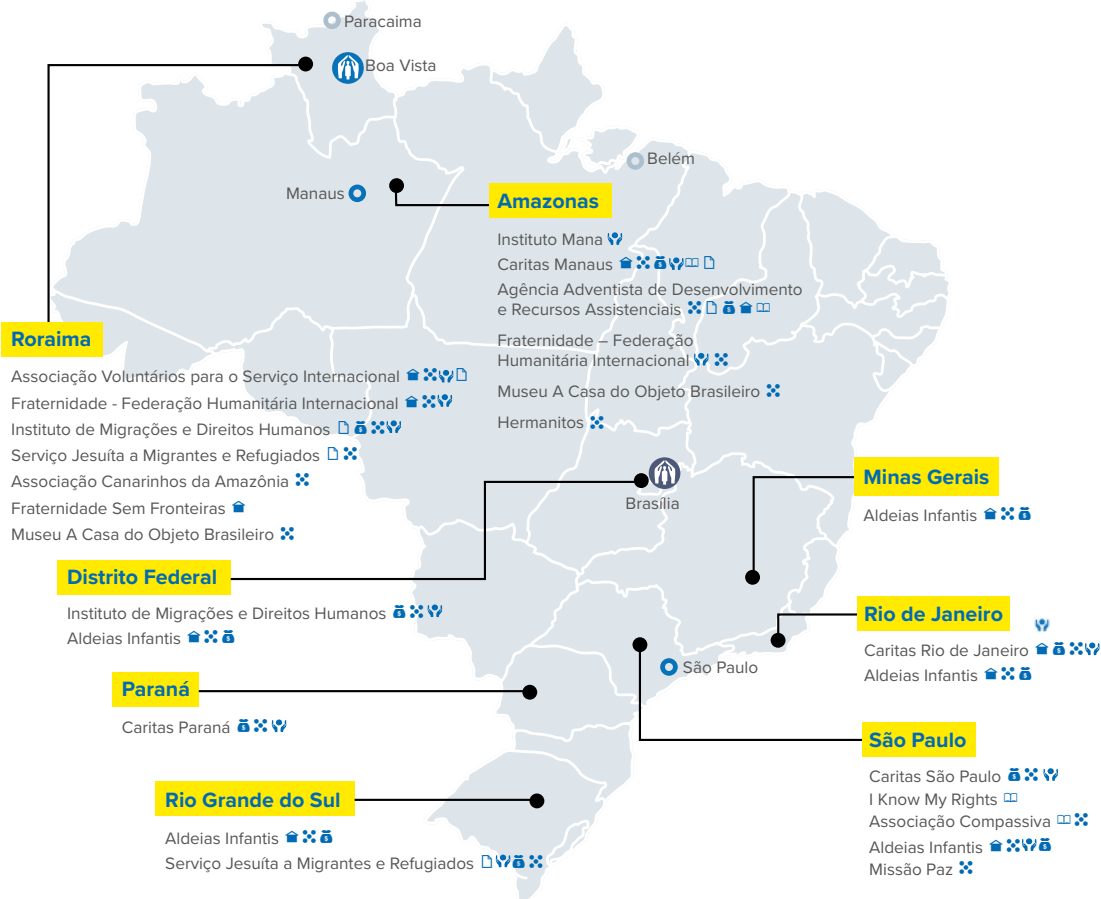 Paracaima
Boa Vista
Belém
Manaus
Amazonas
Instituto Mana
Caritas Manaus
Agência Adventista de Desenvolvimento
e Recursos Assistenciais
Fraternidade – Federação
Humanitária Internacional
Museu A Casa do Objeto Brasileiro
Hermanitos
Roraima
Associação Voluntários para o Serviço Internacional
Fraternidade - Federação Humanitária Internacional
Instituto de Migrações e Direitos Humanos
Serviço Jesuíta a Migrantes e Refugiados
Associação Canarinhos da Amazônia
Fraternidade Sem Fronteiras
Museu A Casa do Objeto Brasileiro
Brasília
Minas Gerais
Aldeias Infantis
Distrito Federal
Instituto de Migrações e Direitos Humanos
Aldeias Infantis
Rio de Janeiro
Caritas Rio de Janeiro
Aldeias Infantis
São Paulo
Paraná
Caritas Paraná
São Paulo
Caritas São Paulo
I Know My Rights
Associação Compassiva
Aldeias Infantis
Missão Paz
Rio Grande do Sul
Aldeias Infantis
Serviço Jesuíta a Migrantes e Refugiados